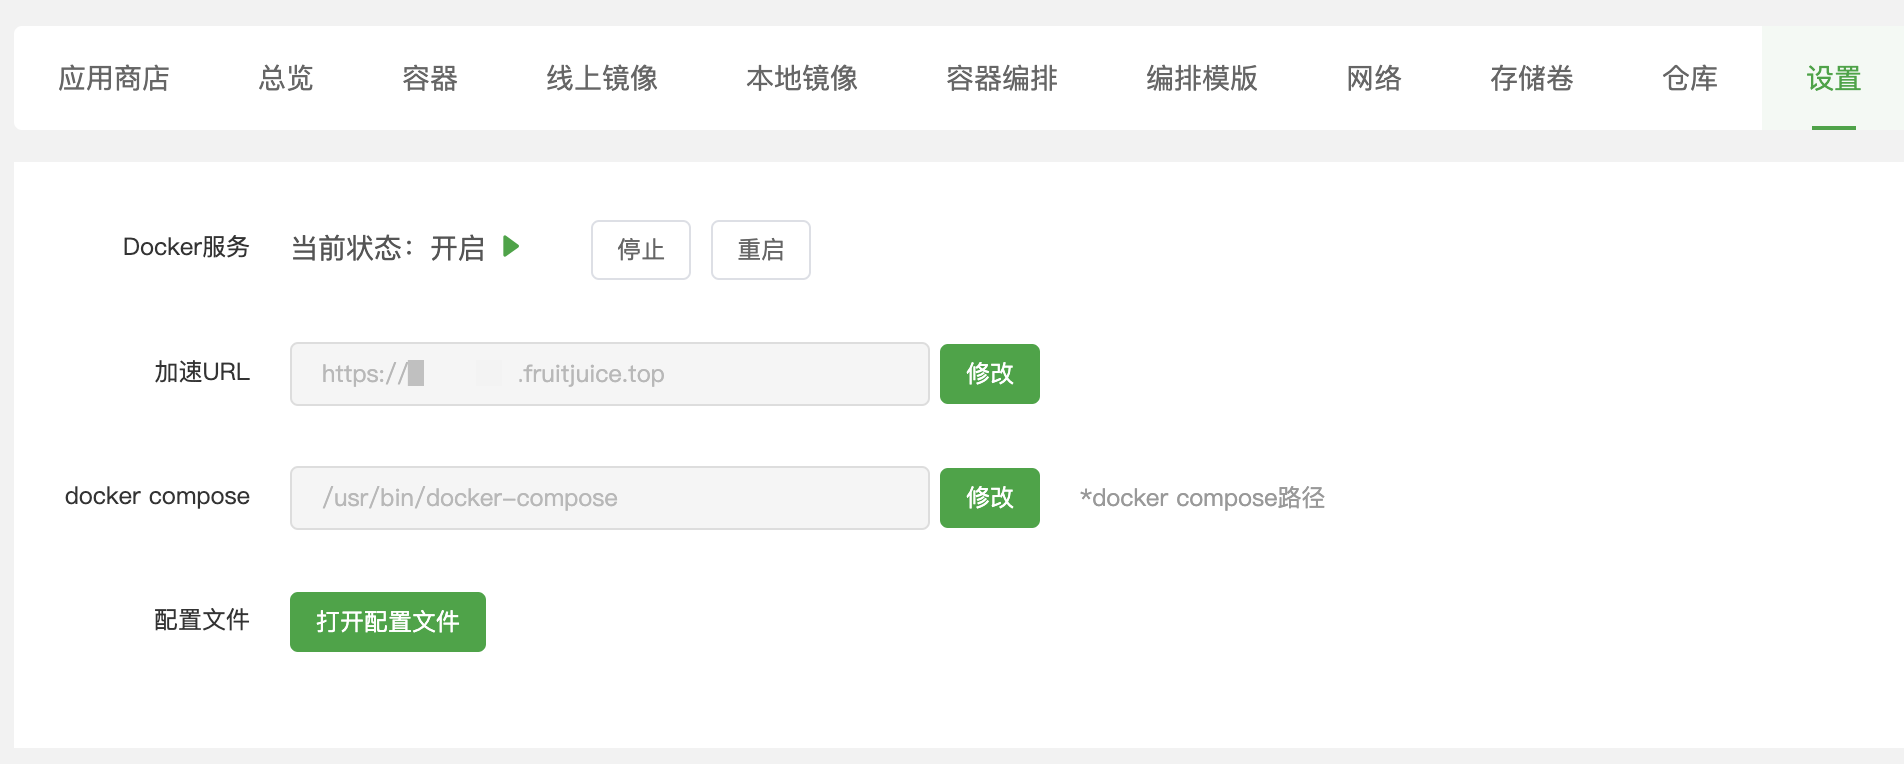 应用商店 总览 容器 线上镜像 本地镜像 容器编排 编排模版 网络 存储卷 仓库 设置
Docker服务 当前状态：开启 停止 重启
加速URL https:// .fruitjuice.top 修改
docker compose /usr/bin/docker-compose 修改 *docker compose路径
配置文件 打开配置文件